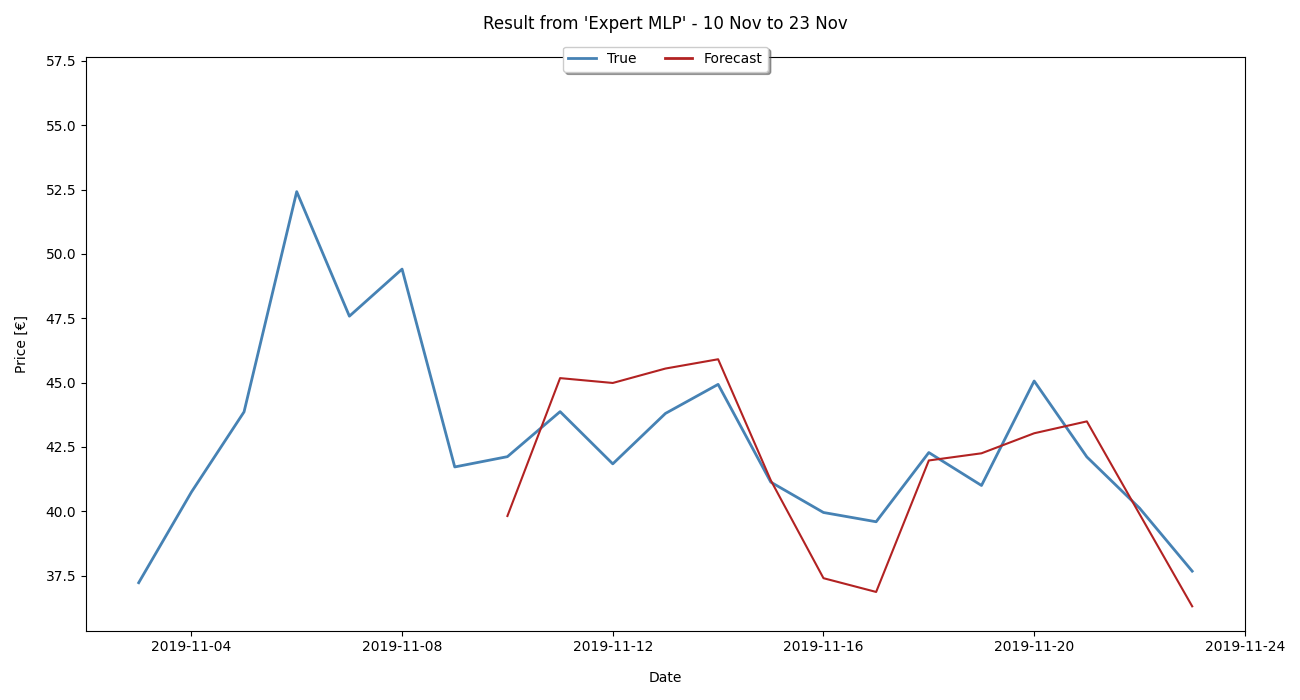 Result from 'Expert MLP' - 10 Nov to 23 Nov
True Forecast
57.5
55.0
52.5
50.0
47.5
45.0
42.5
40.0
37.5
Price [€]
2019-11-04 2019-11-08 2019-11-12 2019-11-16 2019-11-20 2019-11-24
Date